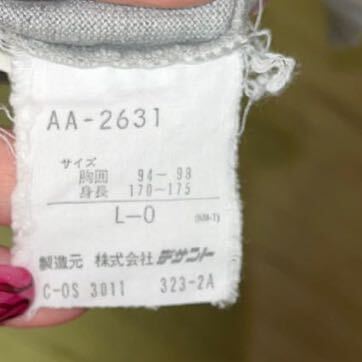 AA-2631
サイズ
胸囲 94-98
身長 170-175
L-O
製造元 株式会社 デサント
C-OS 3011 323-2A